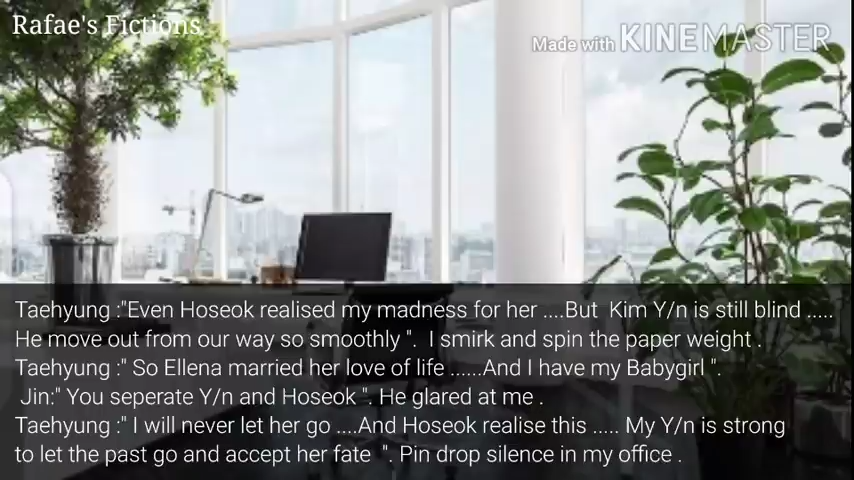 Rafae's Fictions
Made with KINEMASTER
Taehyung :"Even Hoseok realised my madness for her ....But Kim Y/n is still blind .....
He move out from our way so smoothly ". I smirk and spin the paper weight .
Taehyung :" So Ellena married her love of life ......And I have my Babygirl ".
Jin:" You seperate Y/n and Hoseok ". He glared at me .
Taehyung :" I will never let her go ....And Hoseok realise this ..... My Y/n is strong
to let the past go and accept her fate ". Pin drop silence in my office .